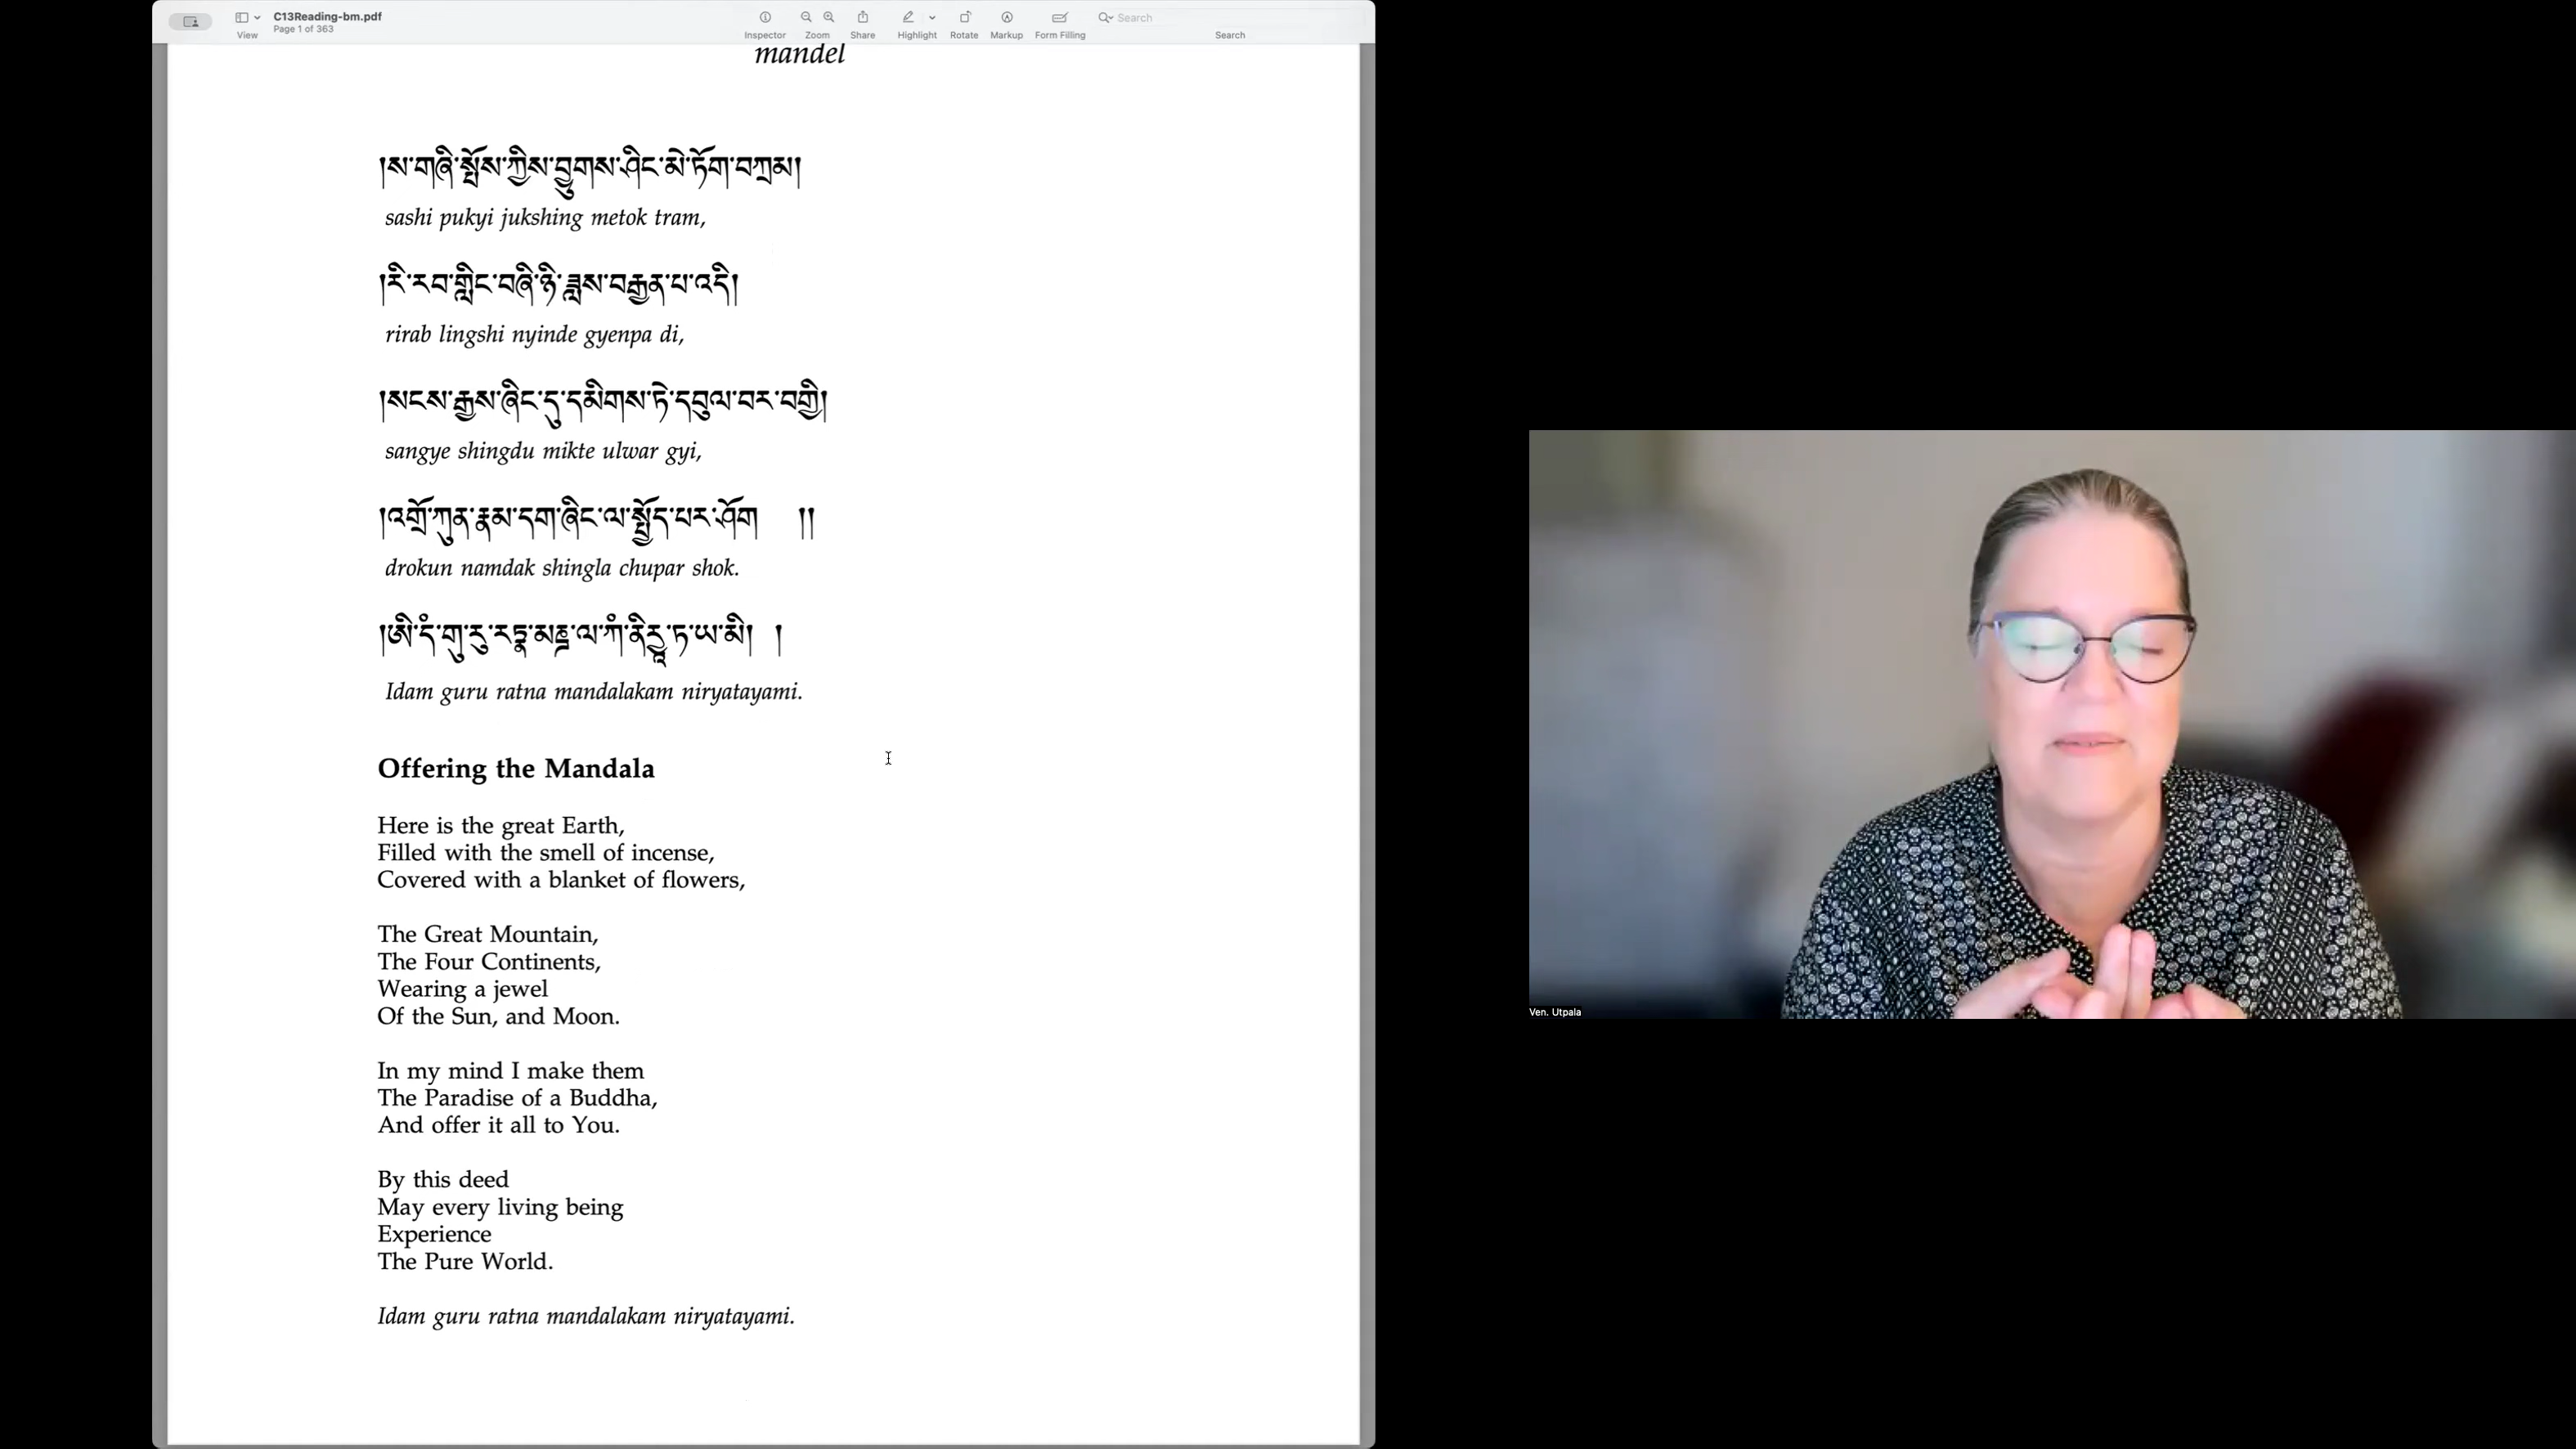 C13Reading-bm.pdf
Page 1 of 363
View
Inspector
Zoom
Share
Highlight
Rotate
Markup
Form Filling
Search
Search
mandel
།ས་གཞི་སྤོས་ཀྱིས་བྱུགས་ཤིང་མེ་ཏོག་བཀྲམ།
sashi pukyi jukshing metok tram,
།རི་རབ་གླིང་བཞི་ཉི་ཟླས་བརྒྱན་པ་འདི།
rirab lingshi nyinde gyenpa di,
།སངས་རྒྱས་ཞིང་དུ་དམིགས་ཏེ་དབུལ་བར་བགྱི།
sangye shingdu mikte ulwar gyi,
།འགྲོ་ཀུན་རྣམ་དག་ཞིང་ལ་སྤྱོད་པར་ཤོག །།
drokun namdak shingla chupar shok.
།ཨི་དཾ་གུ་རུ་རཏྣ་མཎྜ་ལ་ཀཾ་ནིརྱཱ་ཏ་ཡ་མི། །
Idam guru ratna mandalakam niryatayami.
Offering the Mandala
Here is the great Earth,
Filled with the smell of incense,
Covered with a blanket of flowers,
The Great Mountain,
The Four Continents,
Wearing a jewel
Of the Sun, and Moon.
In my mind I make them
The Paradise of a Buddha,
And offer it all to You.
By this deed
May every living being
Experience
The Pure World.
Idam guru ratna mandalakam niryatayami.
Ven. Utpala